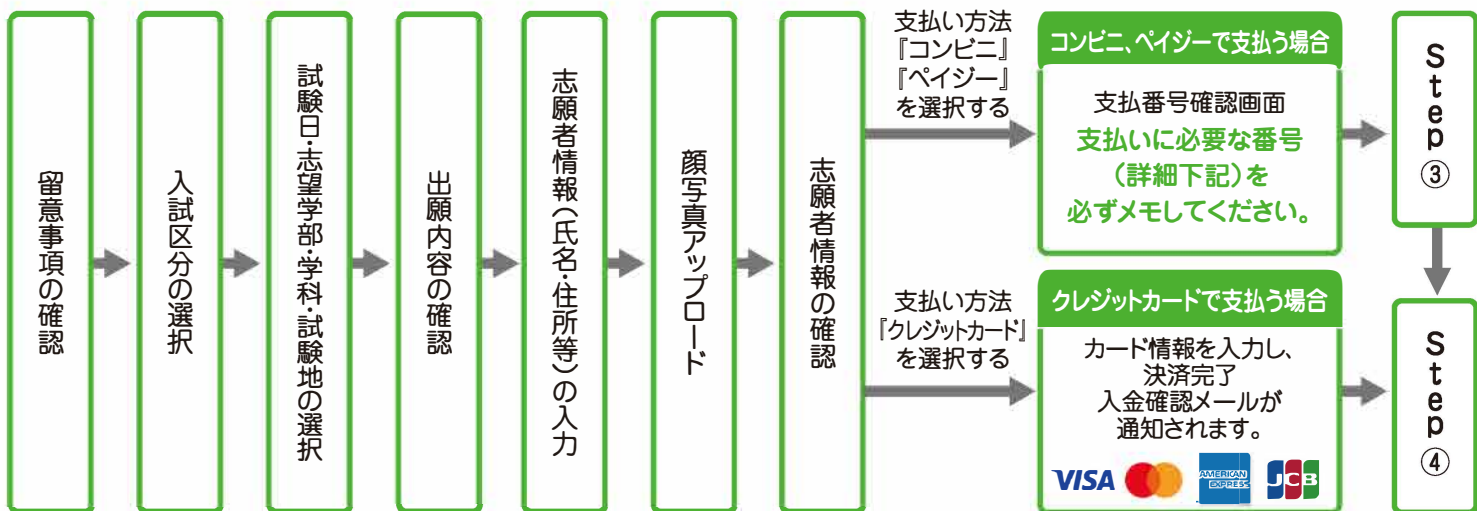 留意事項の確認
入試区分の選択
試験日・志望学部・学科・試験地の選択
出願内容の確認
志願者情報(氏名・住所等)の入力
顔写真アップロード
志願者情報の確認
支払い方法
『コンビニ』
『ペイジー』
を選択する
コンビニ、ペイジーで支払う場合
支払番号確認画面
支払いに必要な番号
(詳細下記)を
必ずメモしてください。
Step③
支払い方法
『クレジットカード』
を選択する
クレジットカードで支払う場合
カード情報を入力し、
決済完了
入金確認メールが
通知されます。
VISA
AMERICAN
EXPRESS
JCB
Step④